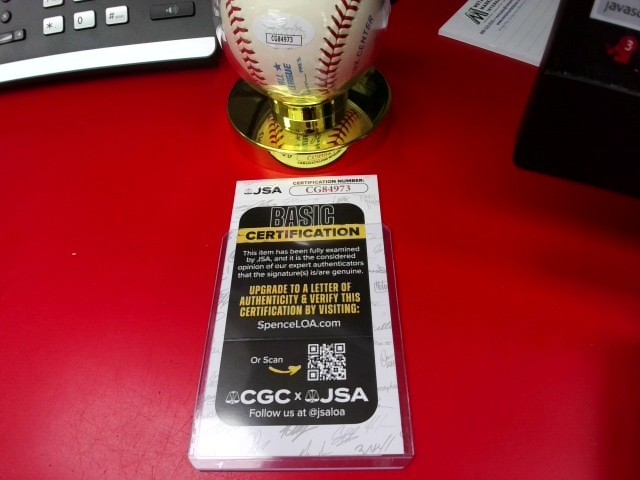 * 0 #
CG84973
CENTER
JSA
CERTIFICATION NUMBER:
CG84973
BASIC
CERTIFICATION
This item has been fully examined
by JSA, and it is the considered
opinion of our expert authenticators
that the signature(s) is/are genuine.
UPGRADE TO A LETTER OF
AUTHENTICITY & VERIFY THIS
CERTIFICATION BY VISITING:
SpenceLOA.com
Or Scan
CGC x JSA
Follow us at @jsaloa